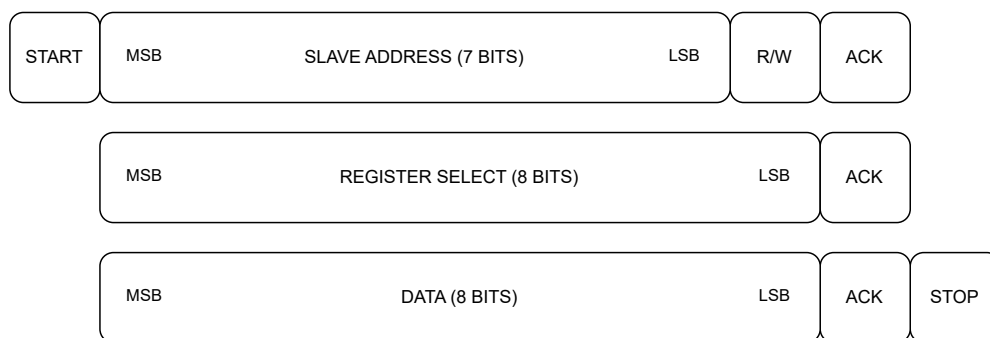 START MSB SLAVE ADDRESS (7 BITS) LSB R/W ACK
MSB REGISTER SELECT (8 BITS) LSB ACK
MSB DATA (8 BITS) LSB ACK STOP